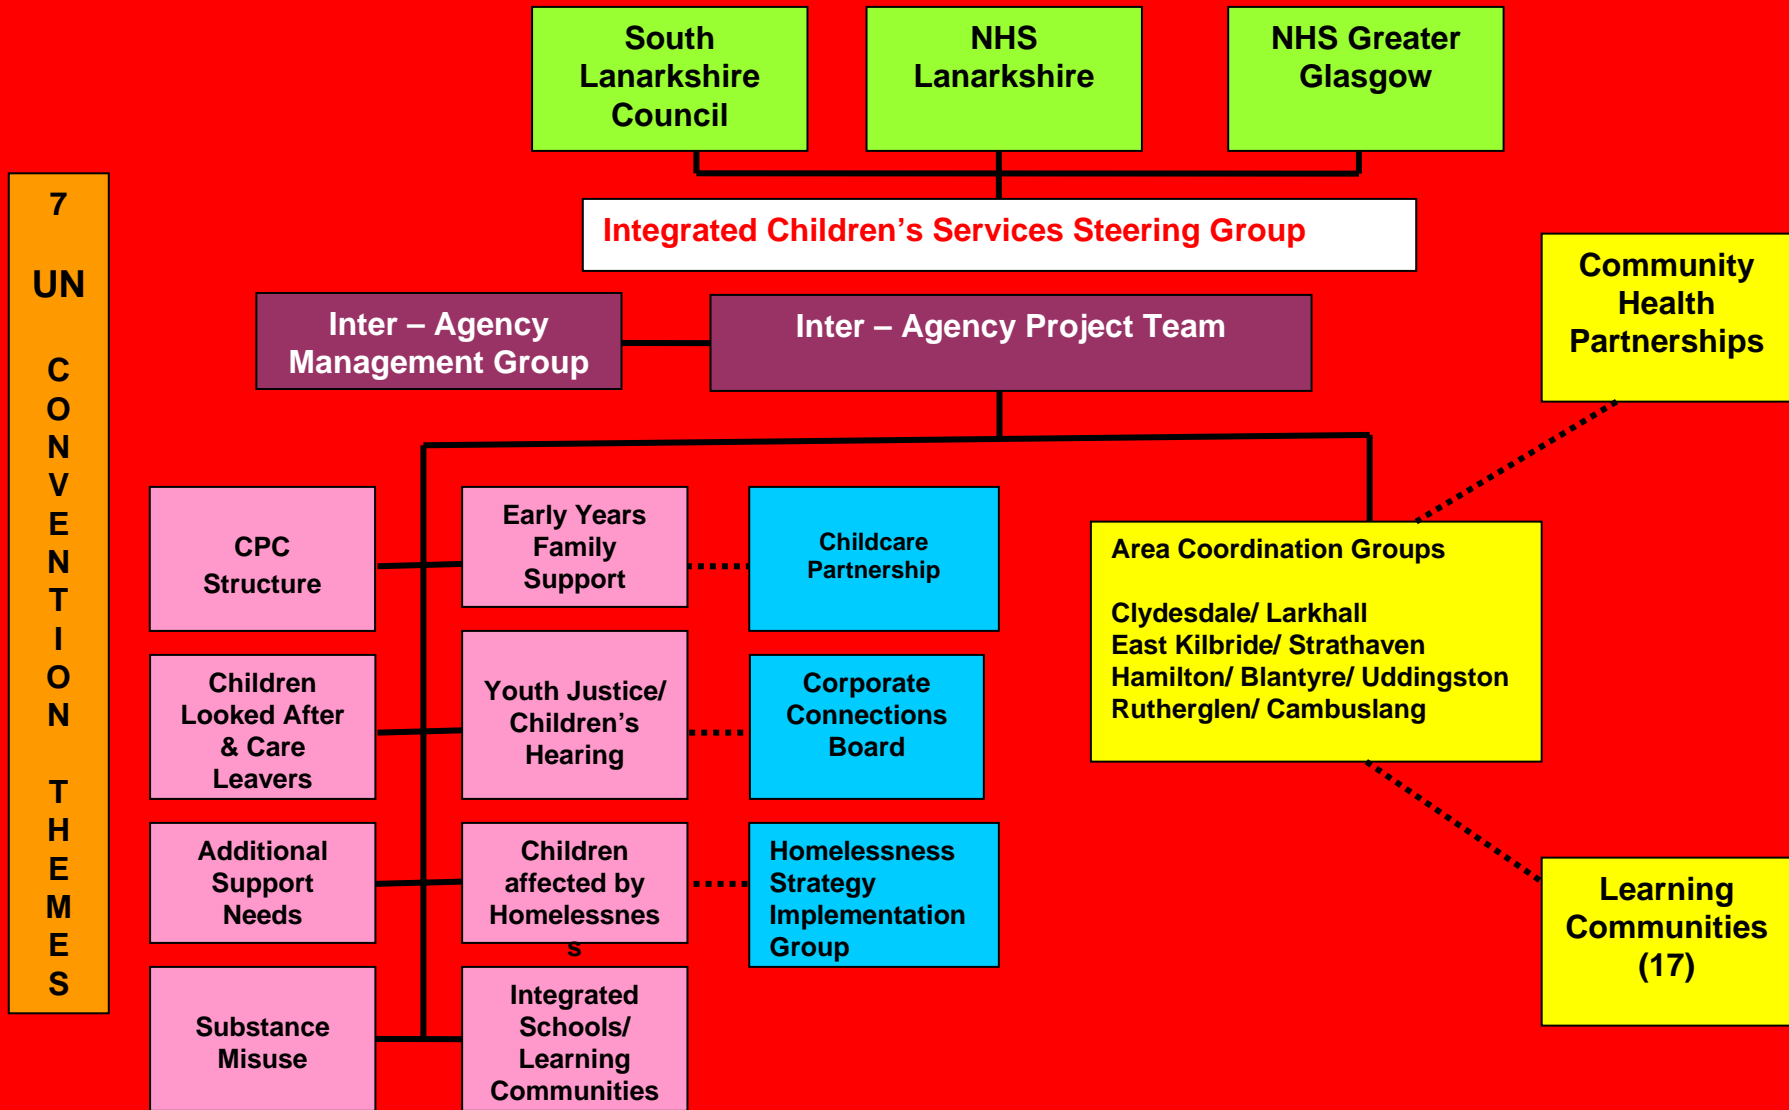 South
Lanarkshire
Council
NHS
Lanarkshire
NHS Greater
Glasgow
7
UN
C
O
N
V
E
N
T
I
O
N
T
H
E
M
E
S
Integrated Children’s Services Steering Group
Inter – Agency
Management Group
Inter – Agency Project Team
Community
Health
Partnerships
CPC
Structure
Early Years
Family
Support
Childcare
Partnership
Area Coordination Groups
Clydesdale/ Larkhall
East Kilbride/ Strathaven
Hamilton/ Blantyre/ Uddingston
Rutherglen/ Cambuslang
Children
Looked After
& Care
Leavers
Youth Justice/
Children’s
Hearing
Corporate
Connections
Board
Additional
Support
Needs
Children
affected by
Homelessnes
s
Homelessness
Strategy
Implementation
Group
Learning
Communities
(17)
Substance
Misuse
Integrated
Schools/
Learning
Communities